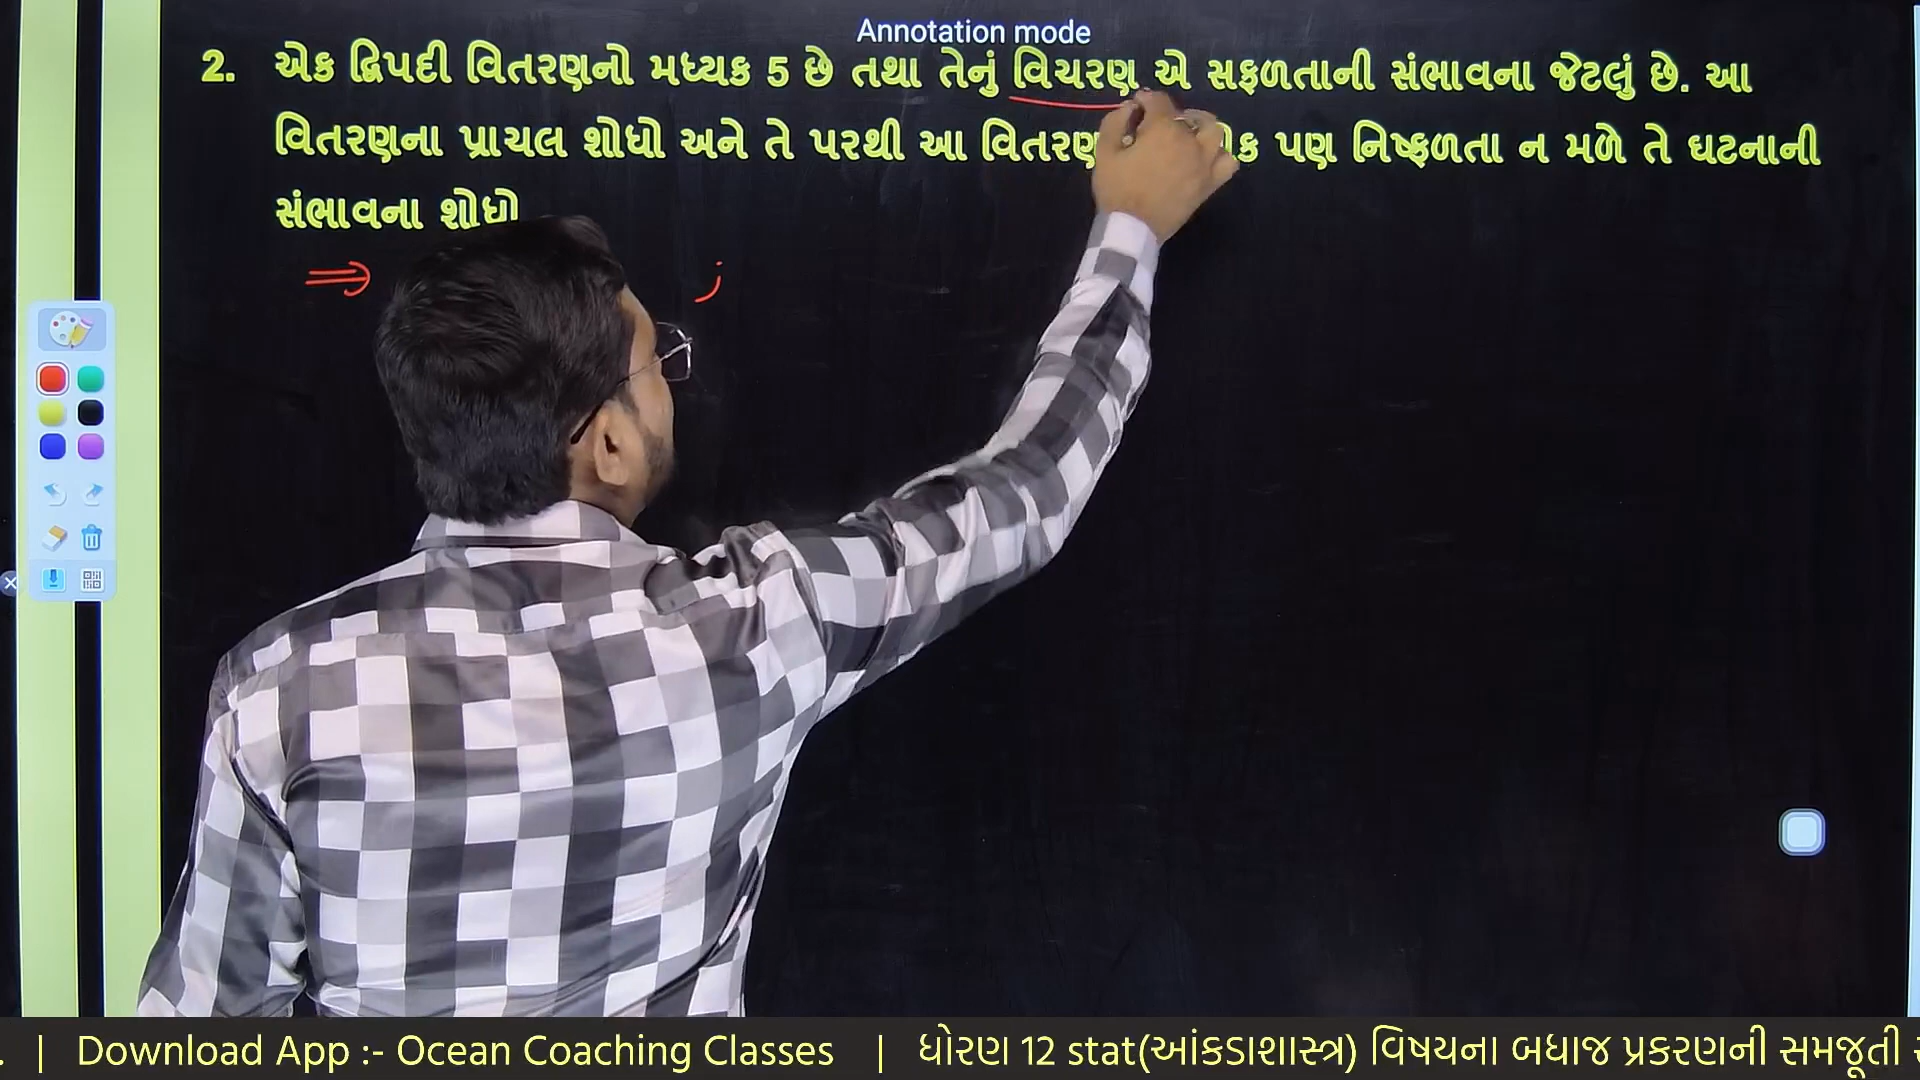 Annotation mode
2. એક દ્વિપદી વિતરણનો મધ્યક 5 છે તથા તેનું વિચરણ એ સફળતાની સંભાવના જેટલું છે. આ
વિતરણના પ્રાચલ શોધો અને તે પરથી આ વિતરણ પણ નિષ્ફળતા ન મળે તે ઘટનાની
સંભાવના શોધો
⇒ ;
. | Download App :- Ocean Coaching Classes | ધોરણ 12 stat(આંકડાશાસ્ત્ર) વિષયના બધાજ પ્રકરણની સમજૂતી